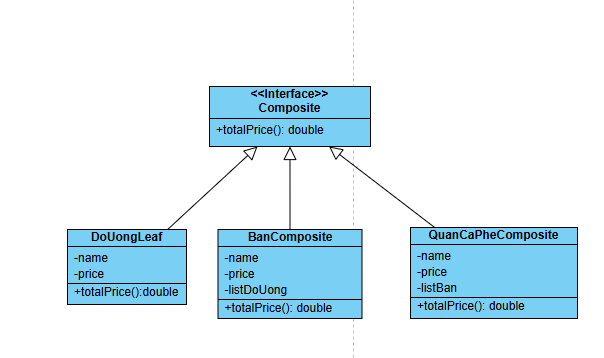 <<Interface>>
Composite
+totalPrice(): double
DoUongLeaf
-name
-price
+totalPrice():double
BanComposite
-name
-price
-listDoUong
+totalPrice(): double
QuanCaPheComposite
-name
-price
-listBan
+totalPrice(): double